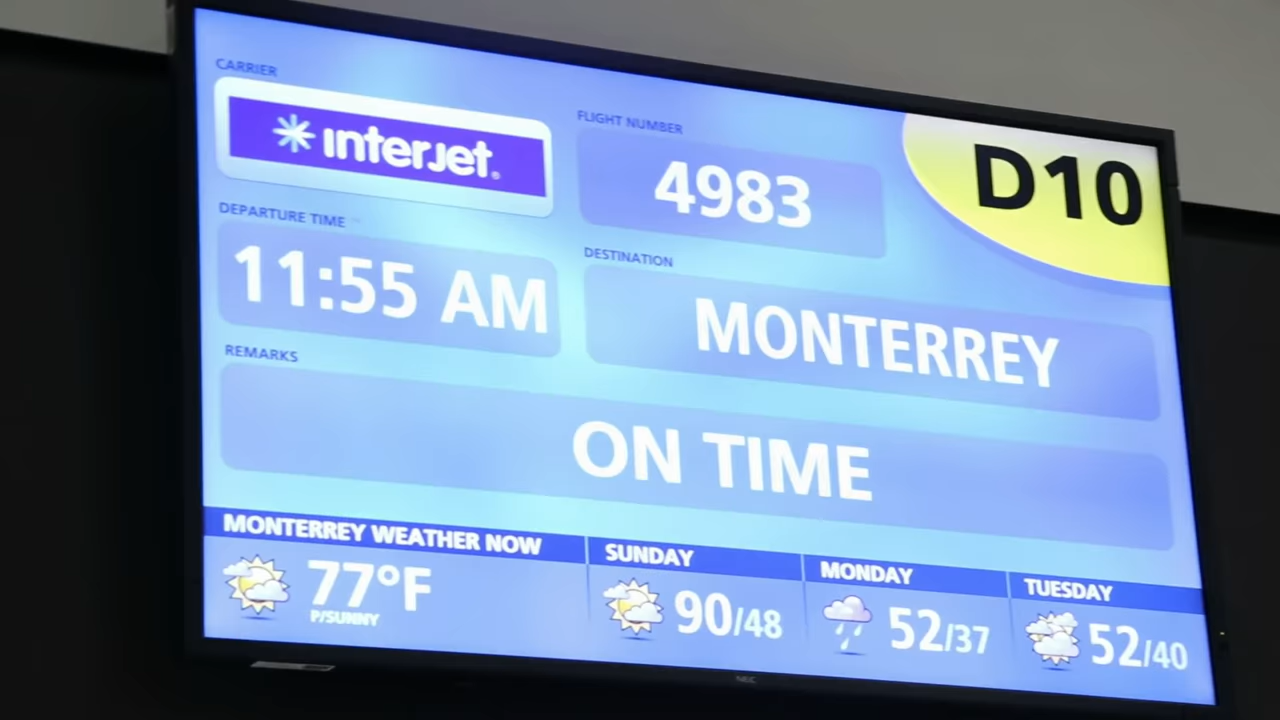 CARRIER
interjet®
FLIGHT NUMBER
4983
D10
DEPARTURE TIME
11:55 AM
DESTINATION
MONTERREY
REMARKS
ON TIME
MONTERREY WEATHER NOW
77°F
P/SUNNY
SUNDAY
90/48
MONDAY
52/37
TUESDAY
52/40
NEC